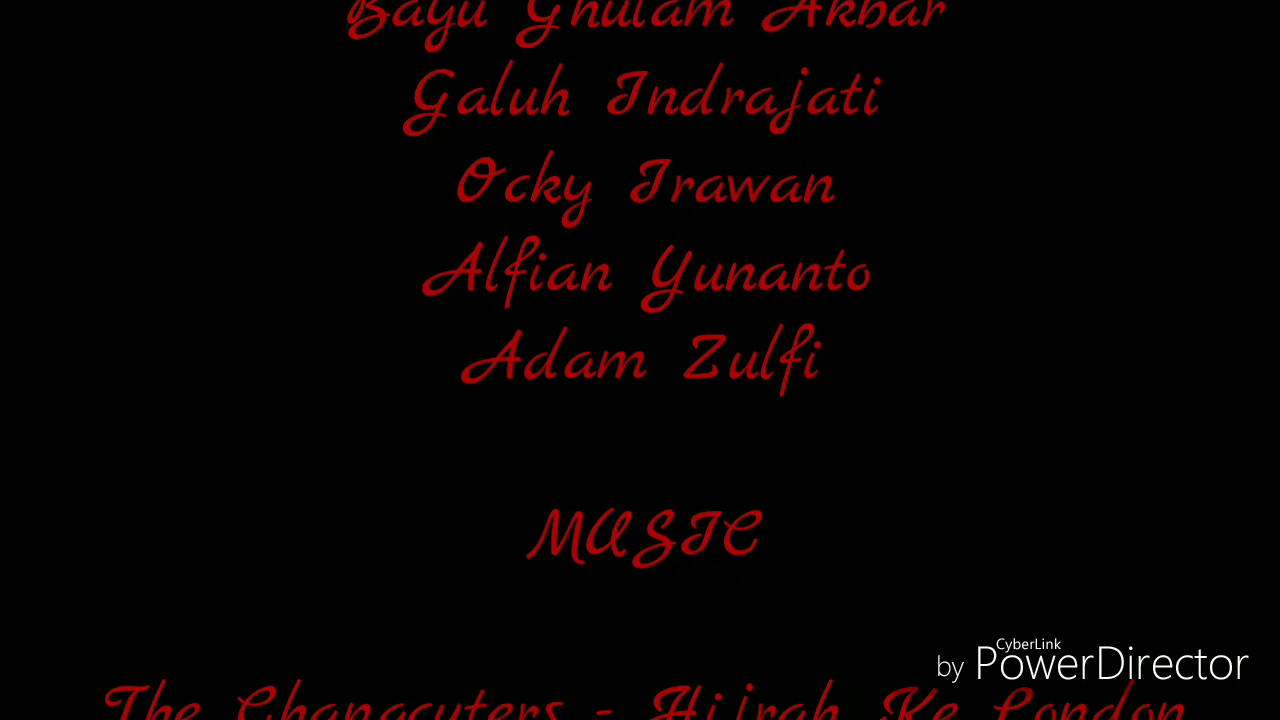 Bayu Ghulam Akbar
Galuh Indrajati
Ocky Irawan
Alfian Yunanto
Adam Zulfi
MUSIC
CyberLink
by PowerDirector
The Changcuters - Hijrah Ke London